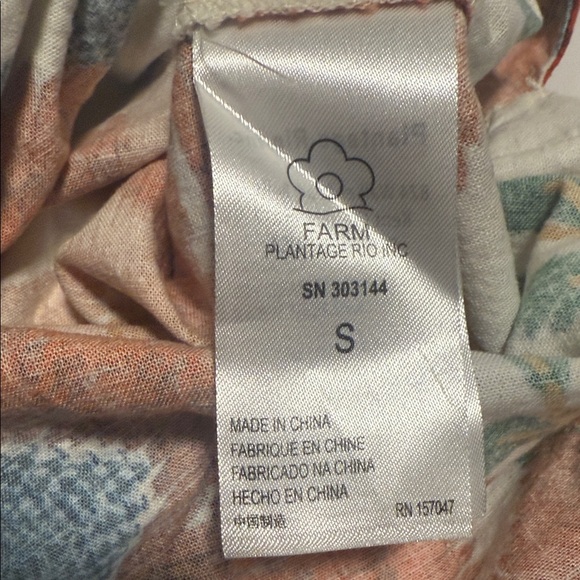 FARM
PLANTAGE RIO INC
SN 303144
S
MADE IN CHINA
FABRIQUE EN CHINE
FABRICADO NA CHINA
HECHO EN CHINA
中国制造
RN 157047